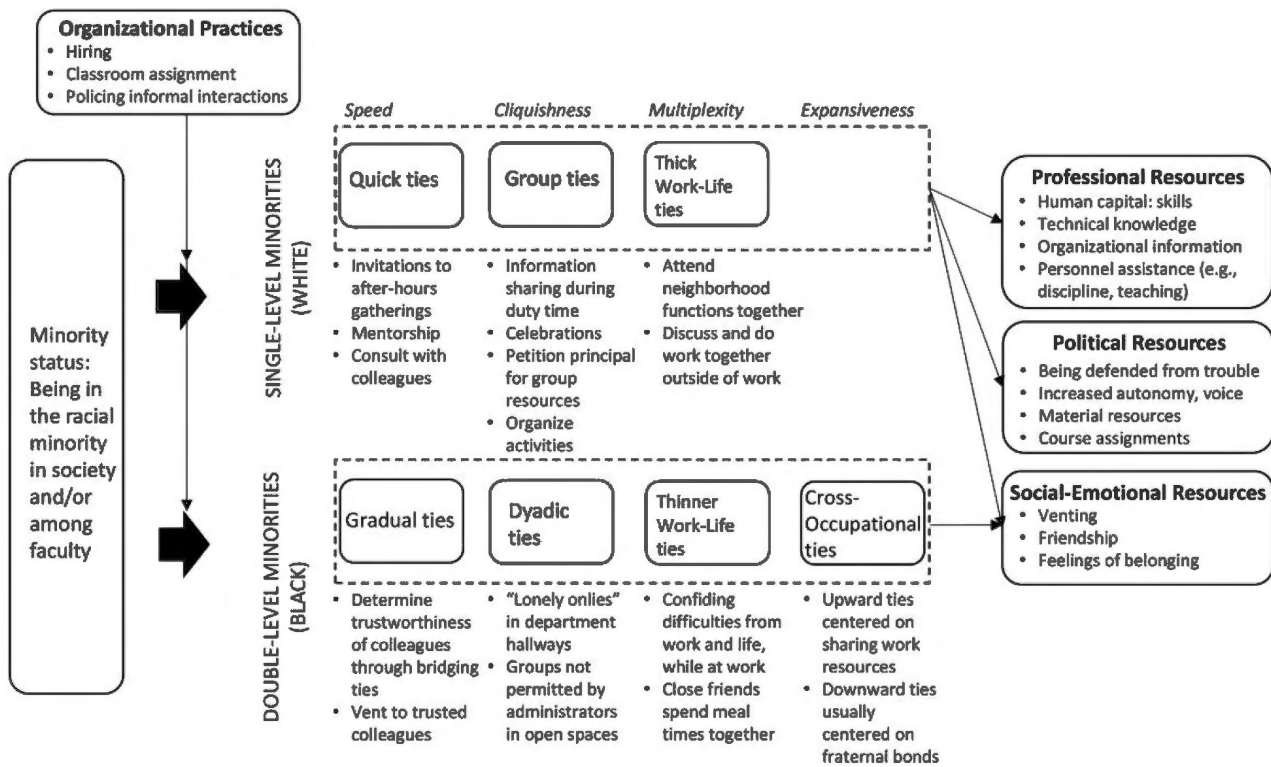 Organizational Practices
• Hiring
• Classroom assignment
• Policing informal interactions
Minority
status:
Being in
the racial
minority
in society
and/or
among
faculty
Speed
Cliquishness
Multiplexity
Expansiveness
SINGLE-LEVEL MINORITIES
(WHITE)
Quick ties
Group ties
Thick
Work-Life
ties
• Invitations to
after-hours
gatherings
• Mentorship
• Consult with
colleagues
• Information
sharing during
duty time
• Celebrations
• Petition principal
for group
resources
• Organize
activities
• Attend
neighborhood
functions together
• Discuss and do
work together
outside of work
DOUBLE-LEVEL MINORITIES
(BLACK)
Gradual ties
Dyadic
ties
Thinner
Work-Life
ties
Cross-
Occupational
ties
• Determine
trustworthiness
of colleagues
through bridging
ties
• Vent to trusted
colleagues
• "Lonely onlies"
in department
hallways
• Groups not
permitted by
administrators
in open spaces
• Confiding
difficulties from
work and life,
while at work
• Close friends
spend meal
times together
• Upward ties
centered on
sharing work
resources
• Downward ties
usually
centered on
fraternal bonds
Professional Resources
• Human capital: skills
• Technical knowledge
• Organizational information
• Personnel assistance (e.g.,
discipline, teaching)
Political Resources
• Being defended from trouble
• Increased autonomy, voice
• Material resources
• Course assignments
Social-Emotional Resources
• Venting
• Friendship
• Feelings of belonging